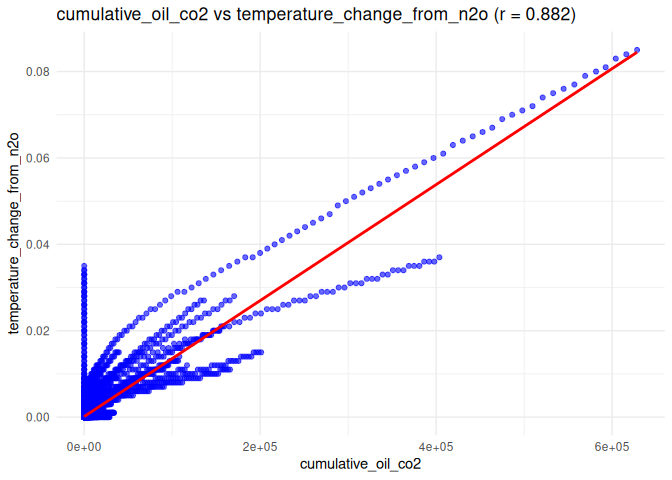 cumulative_oil_co2 vs temperature_change_from_n2o (r = 0.882)
temperature_change_from_n2o
0.08
0.06
0.04
0.02
0.00
0e+00 2e+05 4e+05 6e+05
cumulative_oil_co2